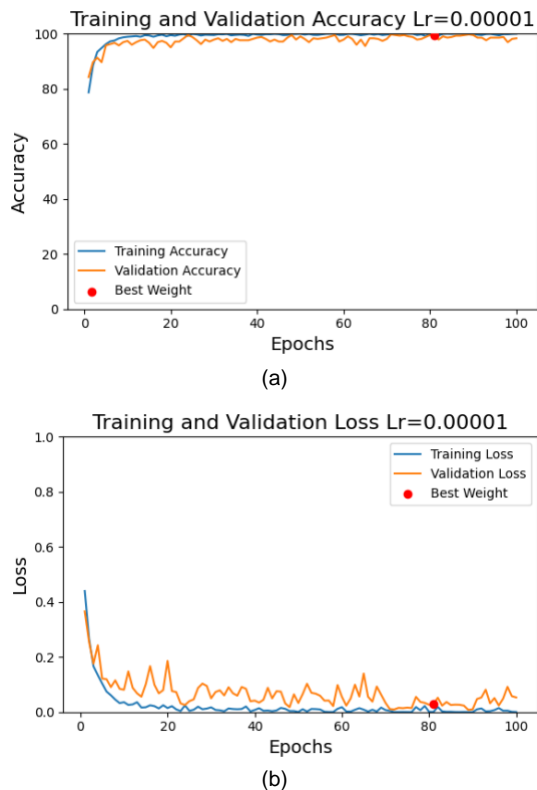 Training and Validation Accuracy Lr=0.00001
100
80
60
40
20
0
Accuracy
Training Accuracy
Validation Accuracy
Best Weight
0 20 40 60 80 100
Epochs
(a)
Training and Validation Loss Lr=0.00001
1.0
0.8
0.6
0.4
0.2
0.0
Loss
Training Loss
Validation Loss
Best Weight
0 20 40 60 80 100
Epochs
(b)